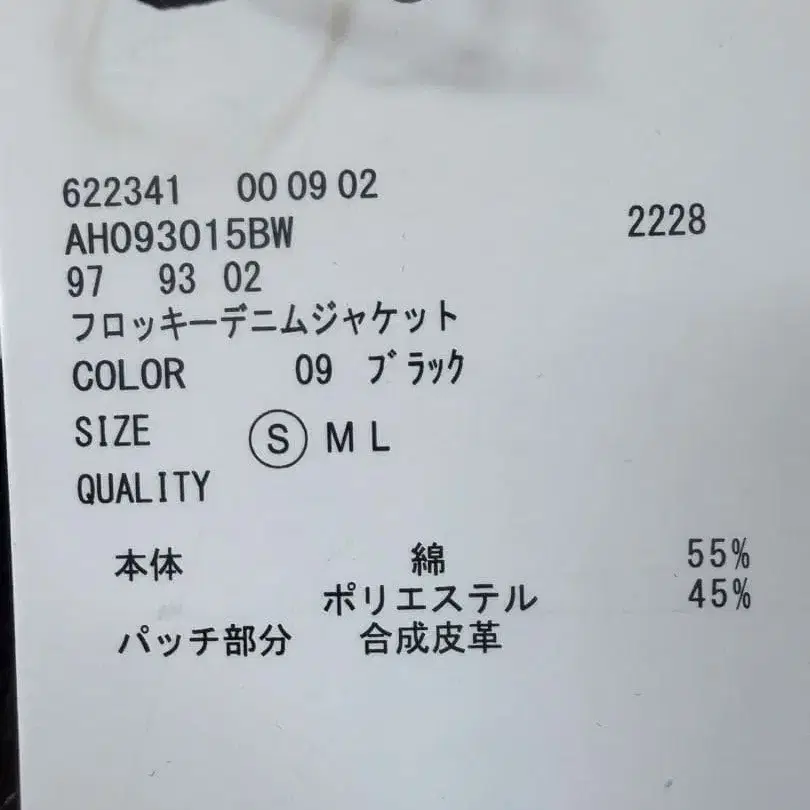 622341 00 09 02
AH093015BW 2228
97 93 02
フロッキーデニムジャケット
COLOR 09 ブラック
SIZE Ⓢ M L
QUALITY
本体 綿 55%
ポリエステル 45%
パッチ部分 合成皮革